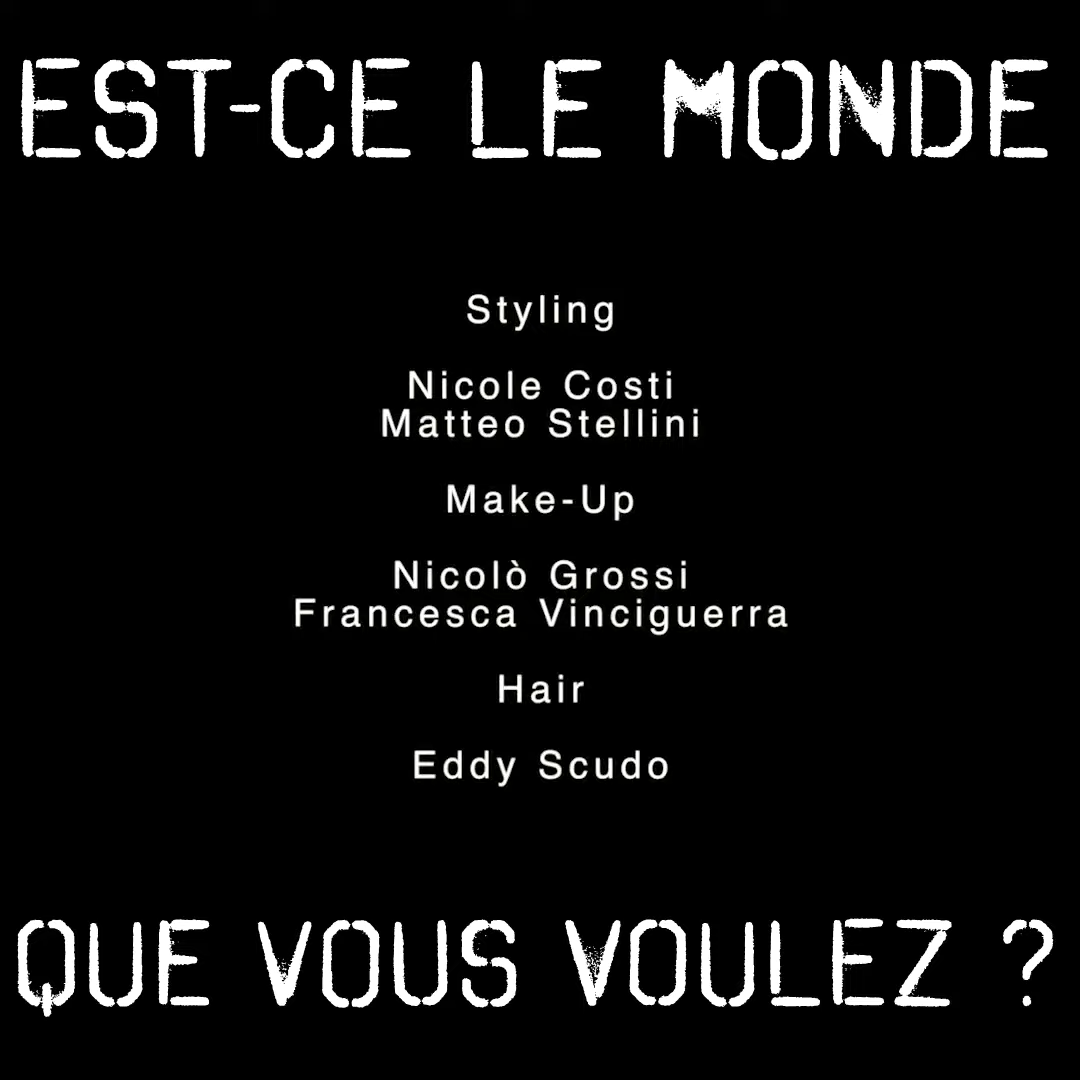 EST-CE LE MONDE
Styling
Nicole Costi
Matteo Stellini
Make-Up
Nicolò Grossi
Francesca Vinciguerra
Hair
Eddy Scudo
QUE VOUS VOULEZ ?